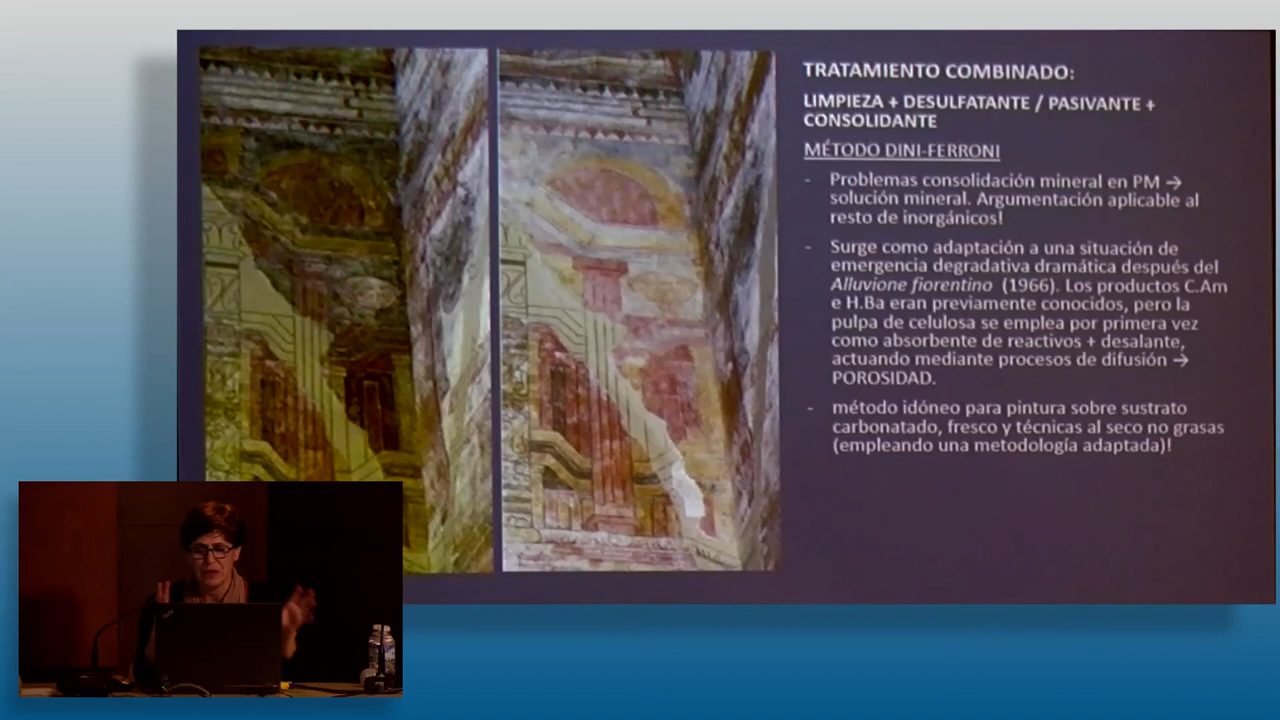 TRATAMIENTO COMBINADO:
LIMPIEZA + DESULFATANTE / PASIVANTE +
CONSOLIDANTE
MÉTODO DINI-FERRONI
- Problemas consolidación mineral en PM →
solución mineral. Argumentación aplicable al
resto de inorgánicos!
- Surge como adaptación a una situación de
emergencia degradativa dramática después del
Alluvione fiorentino (1966). Los productos C.Am
e H.Ba eran previamente conocidos, pero la
pulpa de celulosa se emplea por primera vez
como absorbente de reactivos + desalante,
actuando mediante procesos de difusión →
POROSIDAD.
- método idóneo para pintura sobre sustrato
carbonatado, fresco y técnicas al seco no grasas
(empleando una metodología adaptada)!